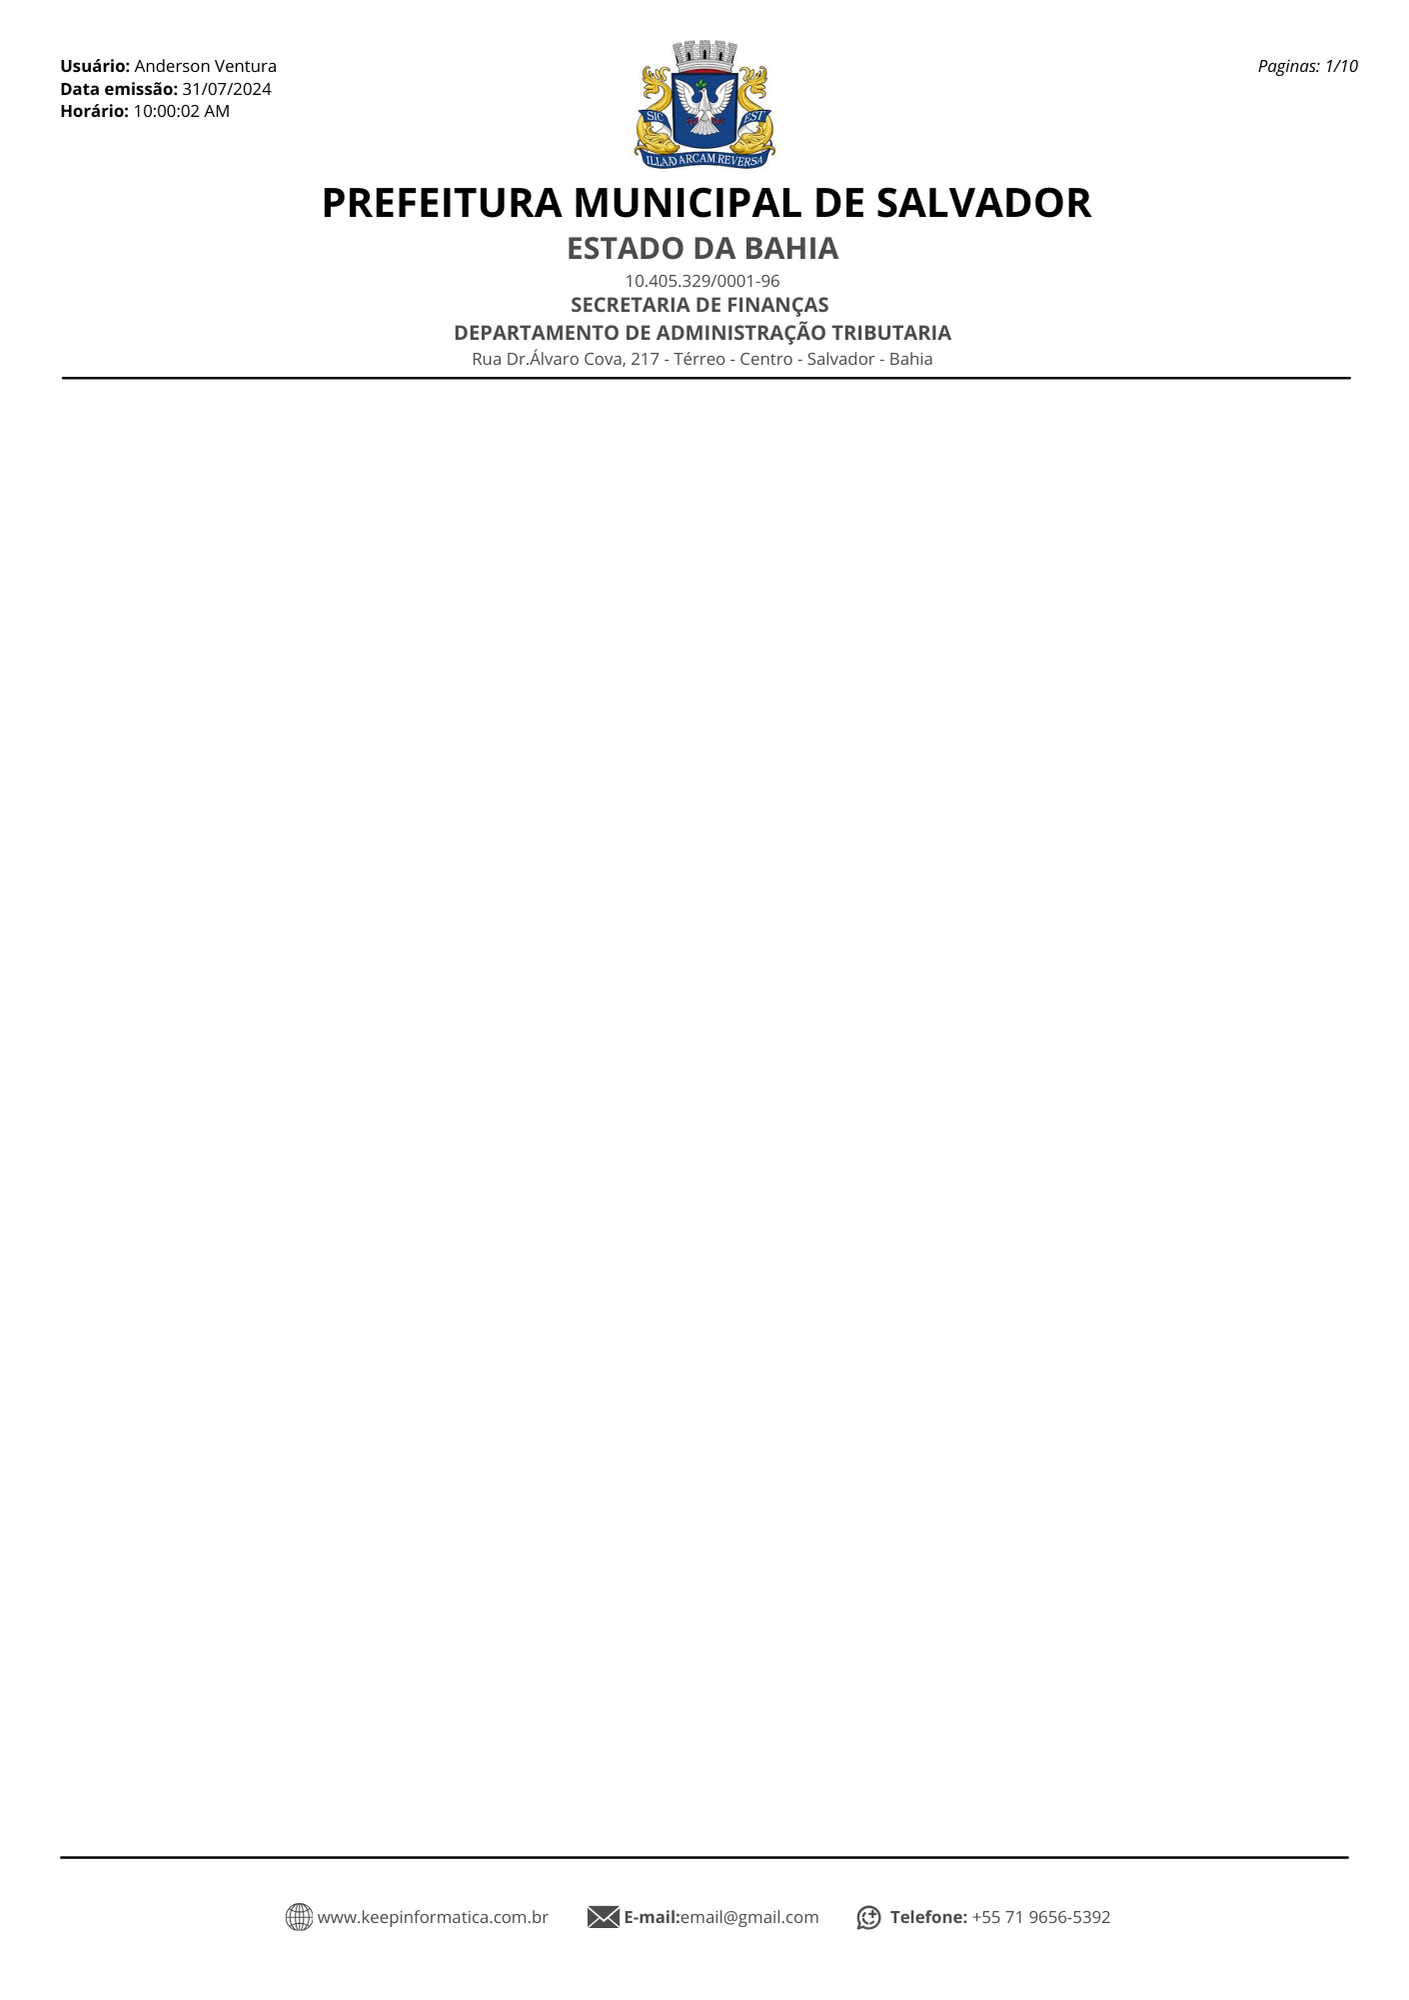 Usuário: Anderson Ventura
Data emissão: 31/07/2024
Horário: 10:00:02 AM
Paginas: 1/10
SIC EST
ILLA AD ARCAM REVERSA
PREFEITURA MUNICIPAL DE SALVADOR
ESTADO DA BAHIA
10.405.329/0001-96
SECRETARIA DE FINANÇAS
DEPARTAMENTO DE ADMINISTRAÇÃO TRIBUTARIA
Rua Dr.Álvaro Cova, 217 - Térreo - Centro - Salvador - Bahia
www.keepinformatica.com.br E-mail:email@gmail.com Telefone: +55 71 9656-5392